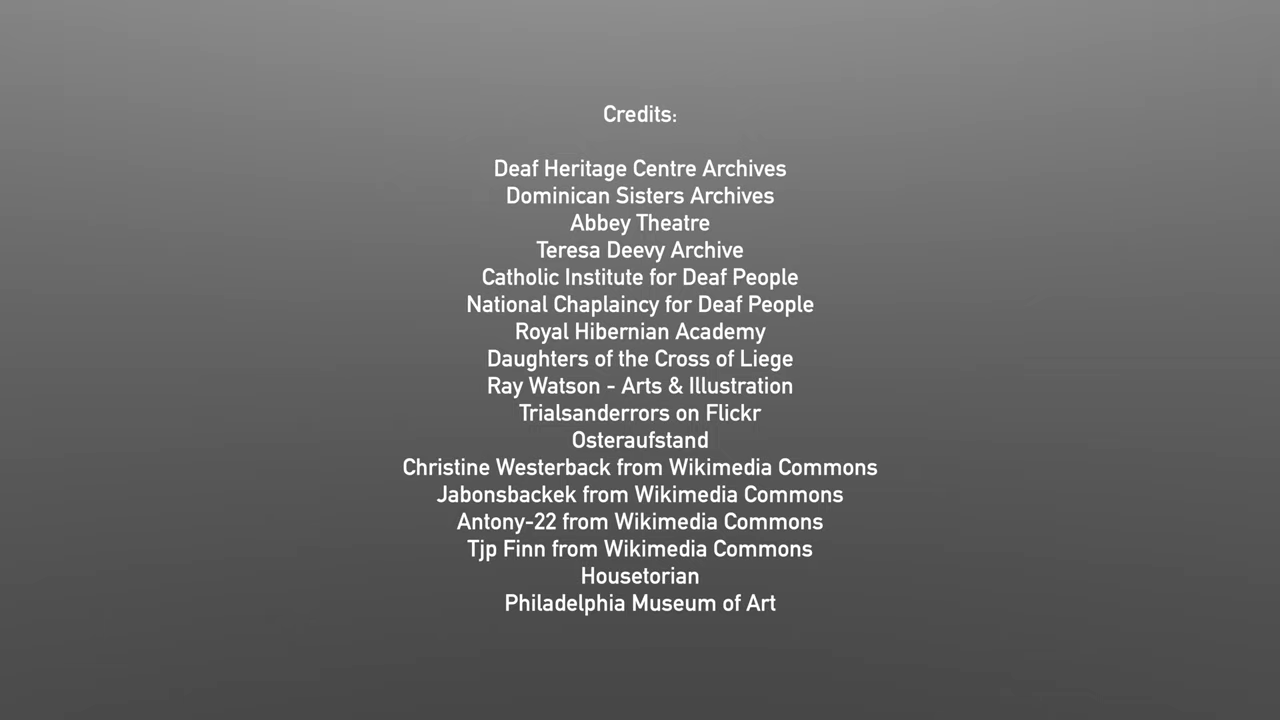 Credits:
Deaf Heritage Centre Archives
Dominican Sisters Archives
Abbey Theatre
Teresa Deevy Archive
Catholic Institute for Deaf People
National Chaplaincy for Deaf People
Royal Hibernian Academy
Daughters of the Cross of Liege
Ray Watson - Arts & Illustration
Trialsanderrors on Flickr
Osteraufstand
Christine Westerback from Wikimedia Commons
Jabonsbackek from Wikimedia Commons
Antony-22 from Wikimedia Commons
Tjp Finn from Wikimedia Commons
Housetorian
Philadelphia Museum of Art